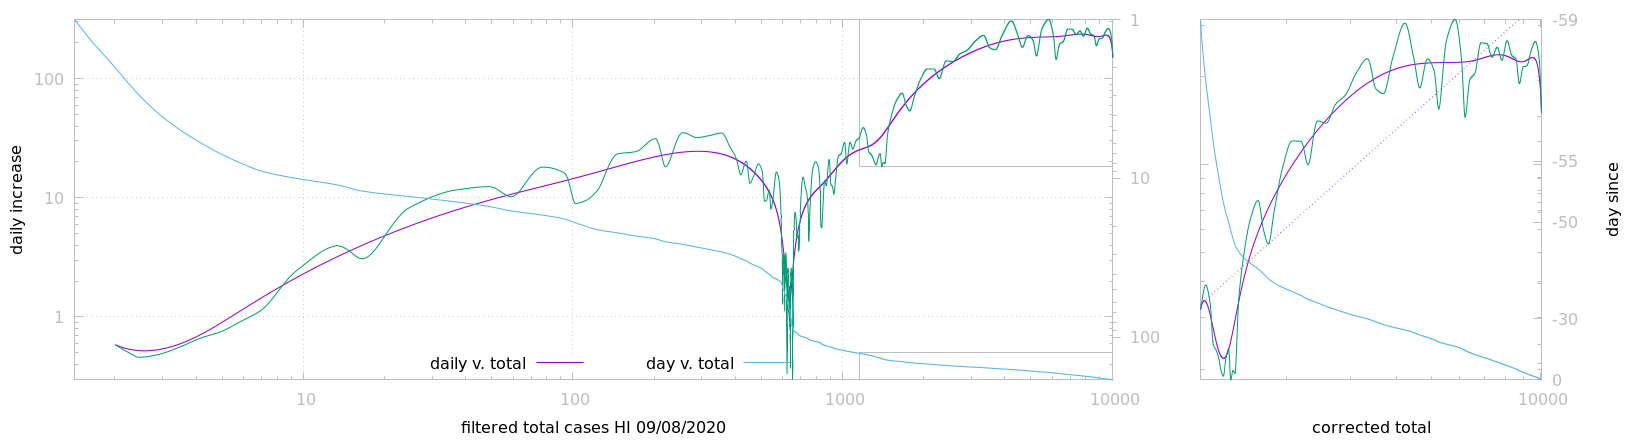 daily increase
100
10
1
daily v. total
day v. total
10
100
1000
10000
filtered total cases HI 09/08/2020
1
10
100
-59
-55
-50
-30
0
day since
10000
corrected total